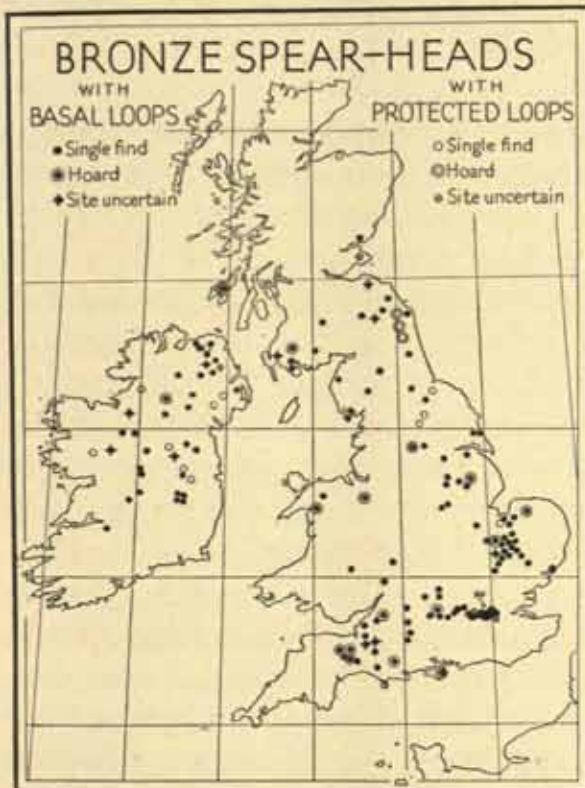 BRONZE SPEAR-HEADS
WITH
BASAL LOOPS
Single find
Hoard
Site uncertain
WITH
PROTECTED LOOPS
Single find
Hoard
Site uncertain